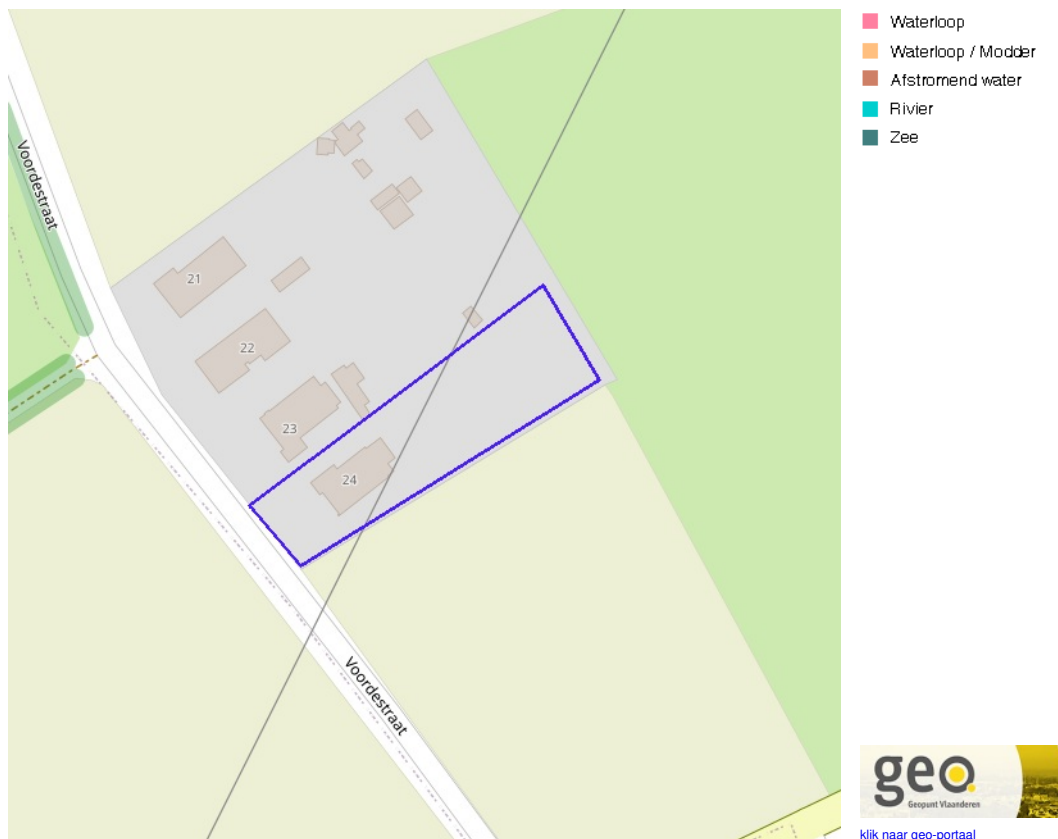 Voordestraat
21
22
23
24
Voordestraat
Waterloop
Waterloop / Modder
Afstromend water
Rivier
Zee
geo.
Geopunt Vlaanderen
klik naar geo-portaal